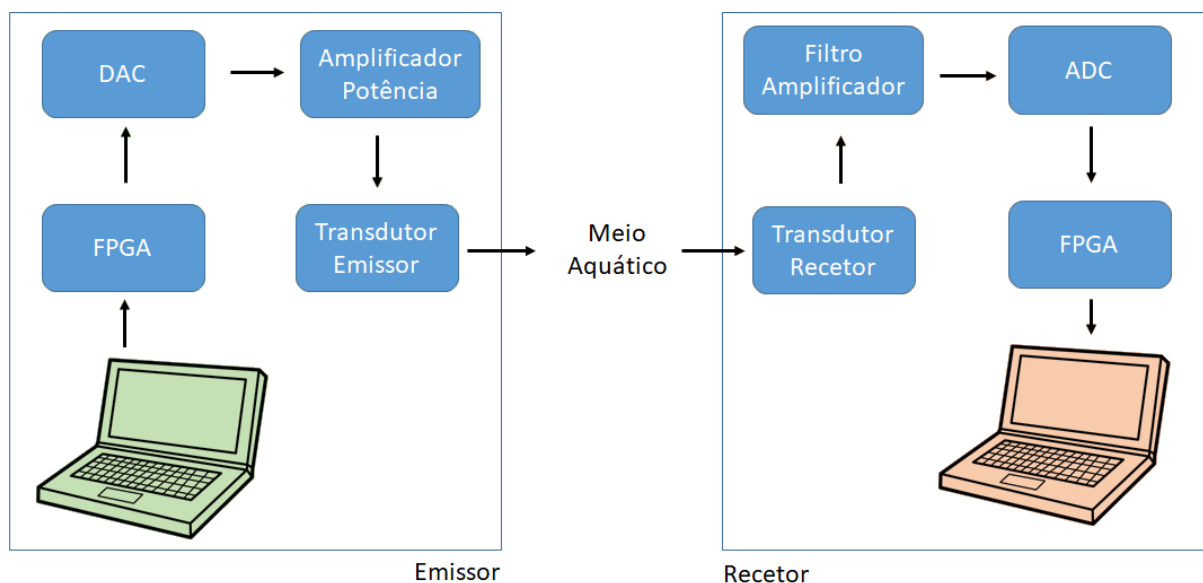 DAC
Amplificador
Potência
FPGA
Transdutor
Emissor
Emissor
Meio
Aquático
Filtro
Amplificador
ADC
Transdutor
Recetor
FPGA
Recetor